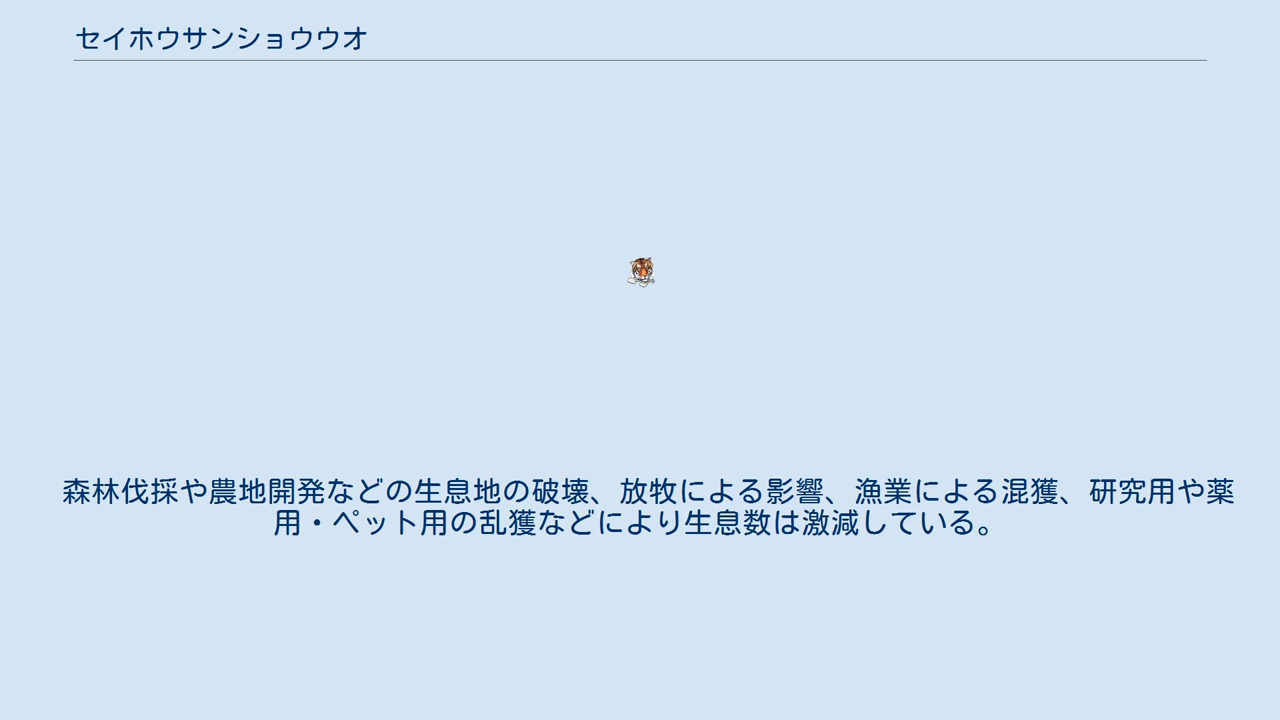 セイホウサンショウウオ
森林伐採や農地開発などの生息地の破壊、放牧による影響、漁業による混獲、研究用や薬
用・ペット用の乱獲などにより生息数は激減している。